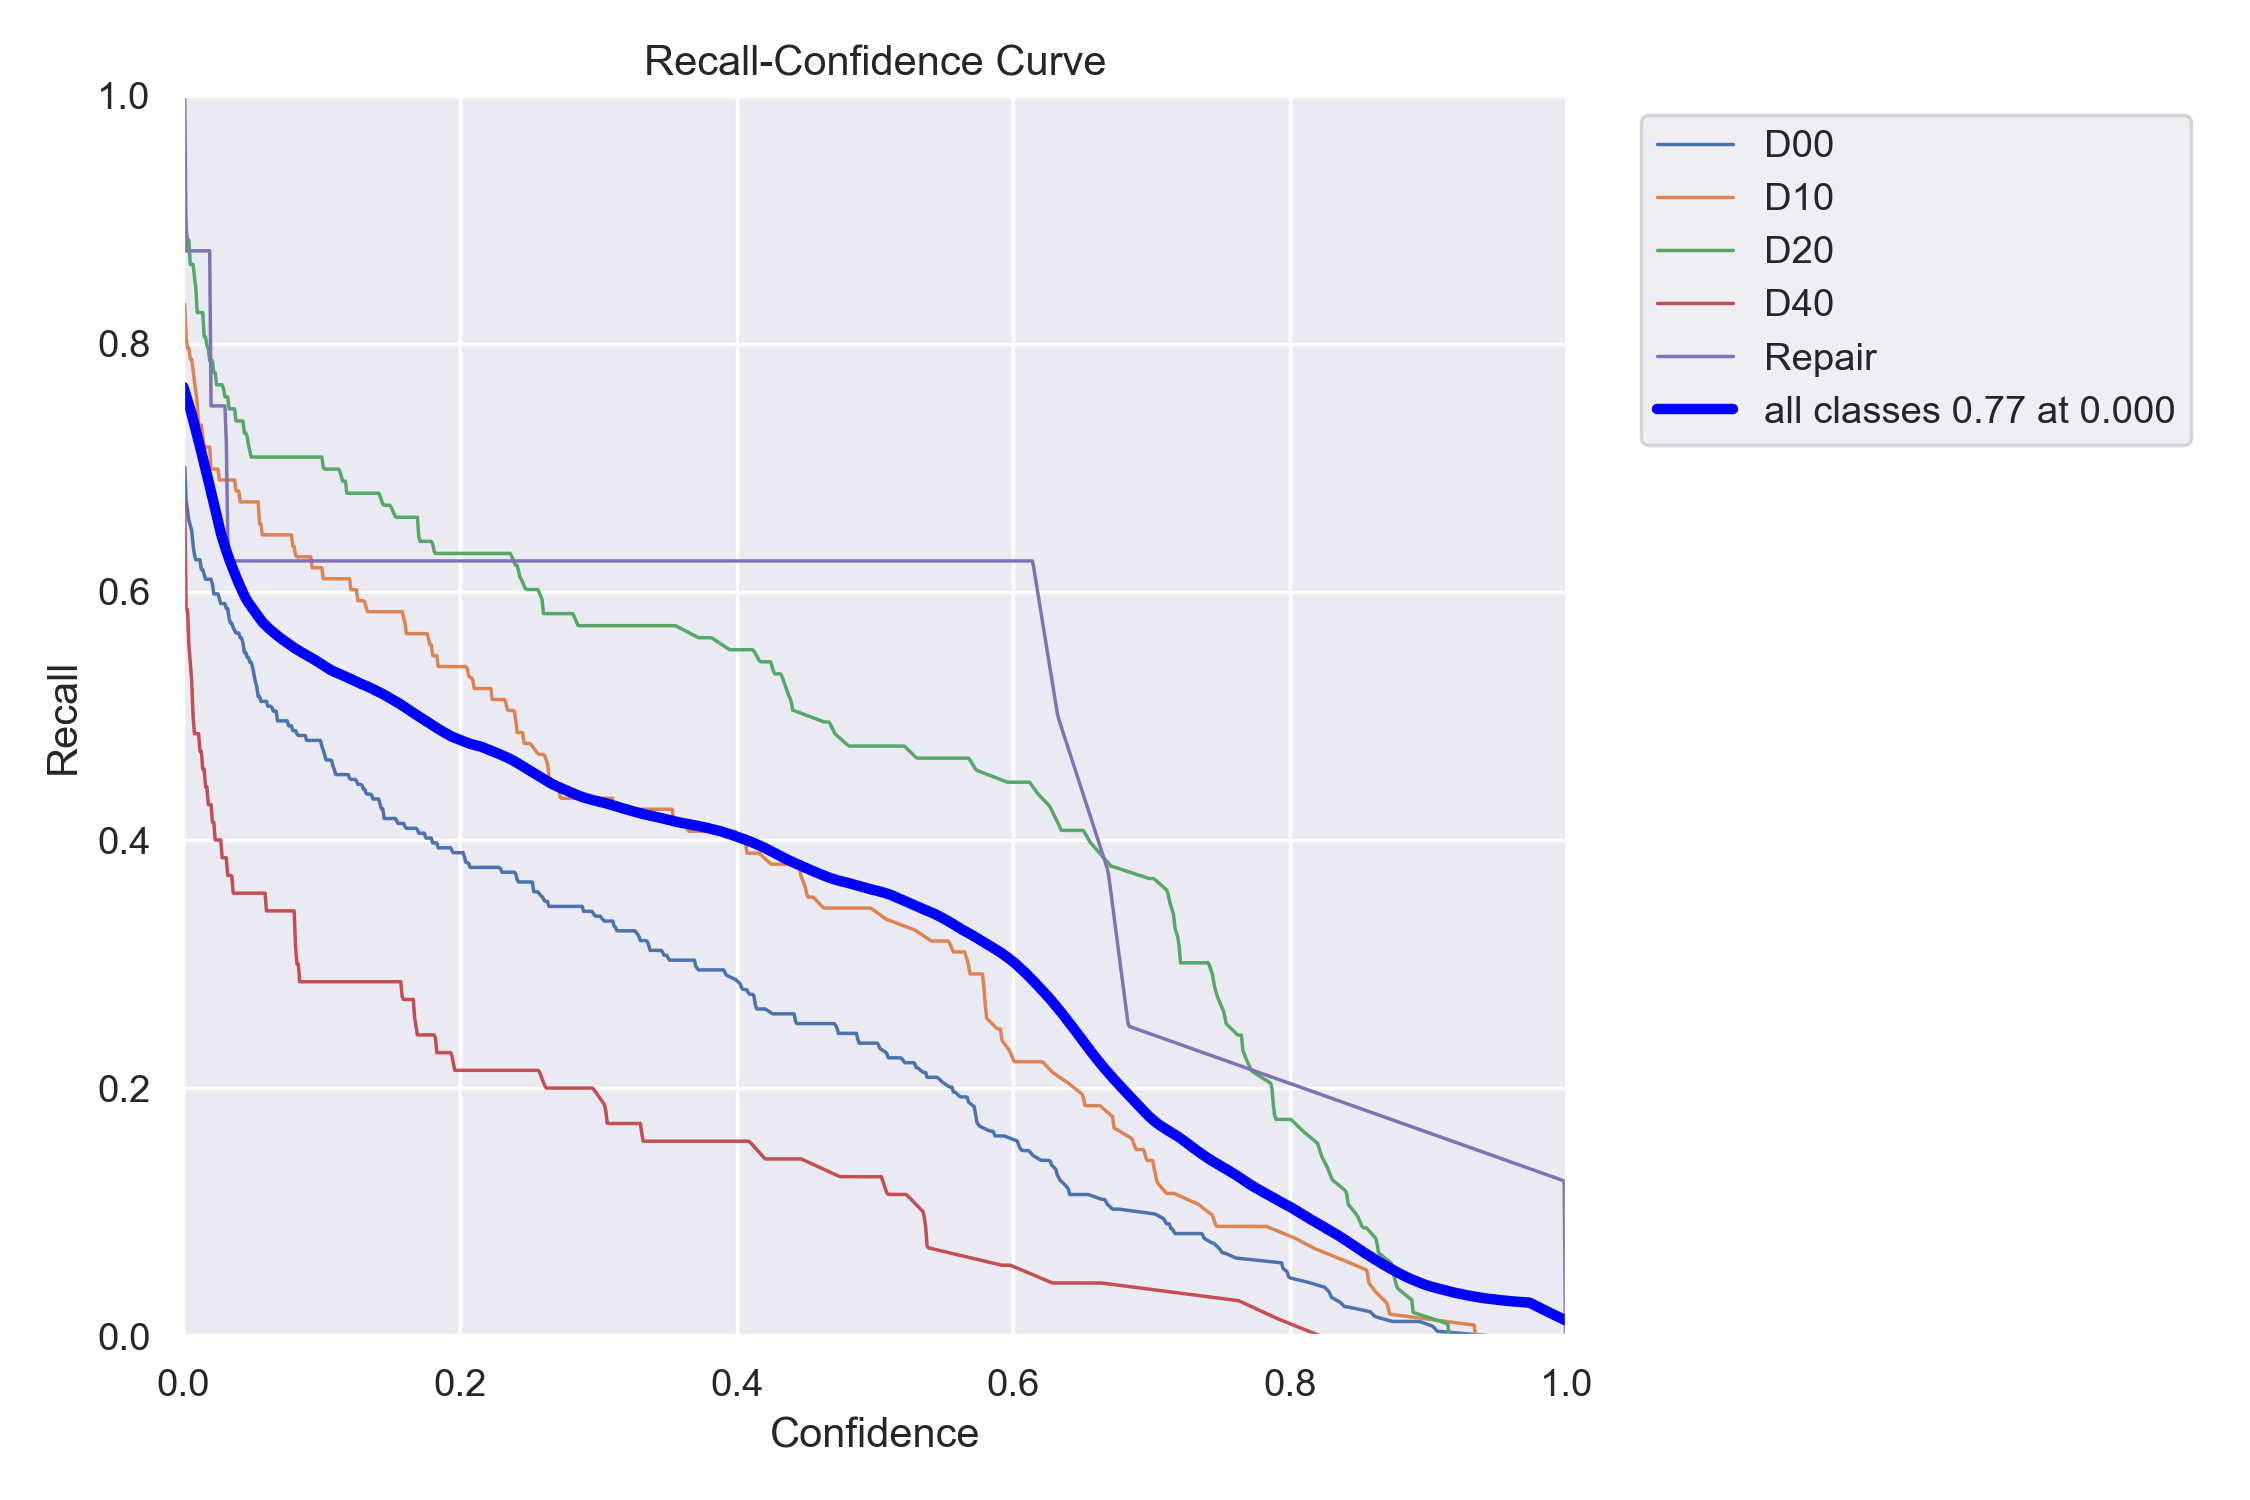 Recall-Confidence Curve
1.0
0.8
0.6
0.4
0.2
0.0
Recall
0.0 0.2 0.4 0.6 0.8 1.0
Confidence
D00
D10
D20
D40
Repair
all classes 0.77 at 0.000